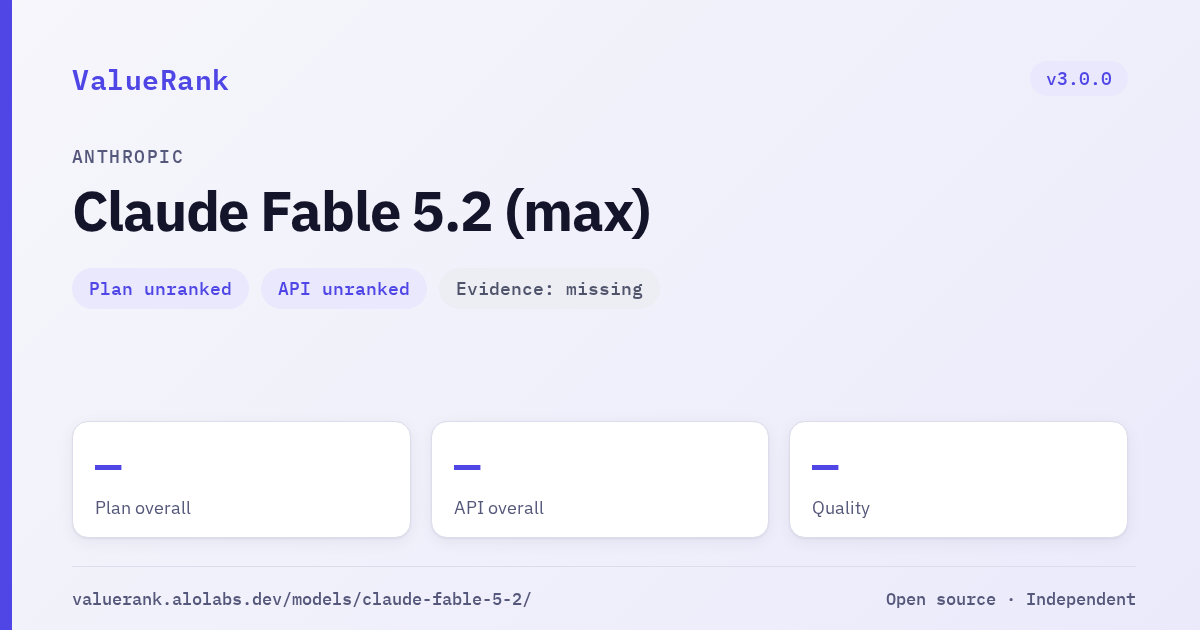 ValueRank
v3.0.0
ANTHROPIC
Claude Fable 5.2 (max)
Plan unranked
API unranked
Evidence: missing
—
Plan overall
—
API overall
—
Quality
valuerank.alolabs.dev/models/claude-fable-5-2/
Open source · Independent